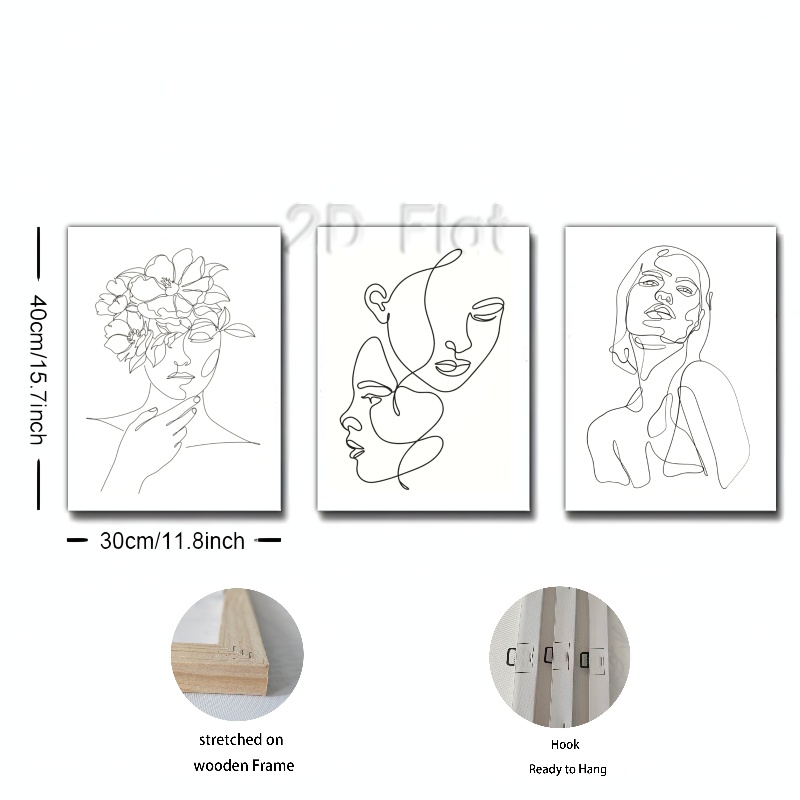 2D Flat
40cm/15.7inch
30cm/11.8inch
stretched on
wooden Frame
Hook
Ready to Hang